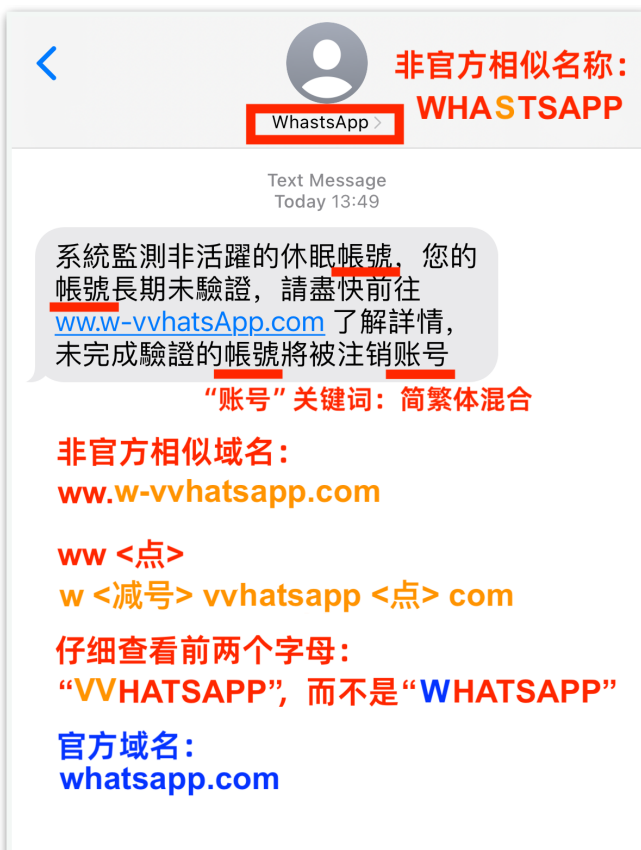 非官方相似名称：
WHASTSAPP
WhastsApp >
Text Message
Today 13:49
系統監測非活躍的休眠帳號，您的
帳號長期未驗證，請盡快前往
ww.w-vvhatsApp.com 了解詳情，
未完成驗證的帳號將被注销账号
“账号”关键词：简繁体混合
非官方相似域名：
ww.w-vvhatsapp.com
ww <点>
w <减号> vvhatsapp <点> com
仔细查看前两个字母：
“VVHATSAPP”，而不是“WHATSAPP”
官方域名：
whatsapp.com